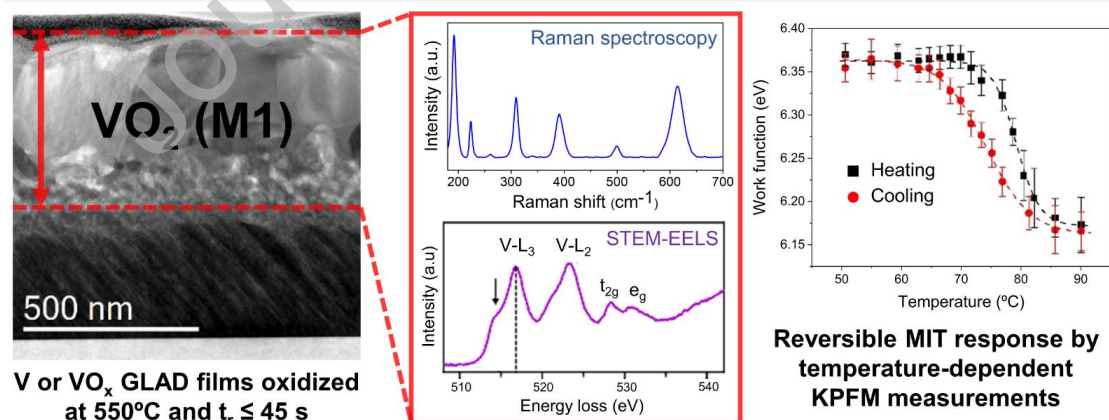 Jou
VO₂ (M1)
500 nm
V or VOₓ GLAD films oxidized
at 550ºC and tᵣ ≤ 45 s
Raman spectroscopy
Intensity (a.u.)
200 300 400 500 600 700
Raman shift (cm⁻¹)
STEM-EELS
V-L₃ V-L₂
t₂g e_g
Intensity (a.u)
510 520 530 540
Energy loss (eV)
6.40
6.35
6.30
6.25
6.20
6.15
Work function (eV)
Heating
Cooling
50 60 70 80 90
Temperature (ºC)
Reversible MIT response by
temperature-dependent
KPFM measurements